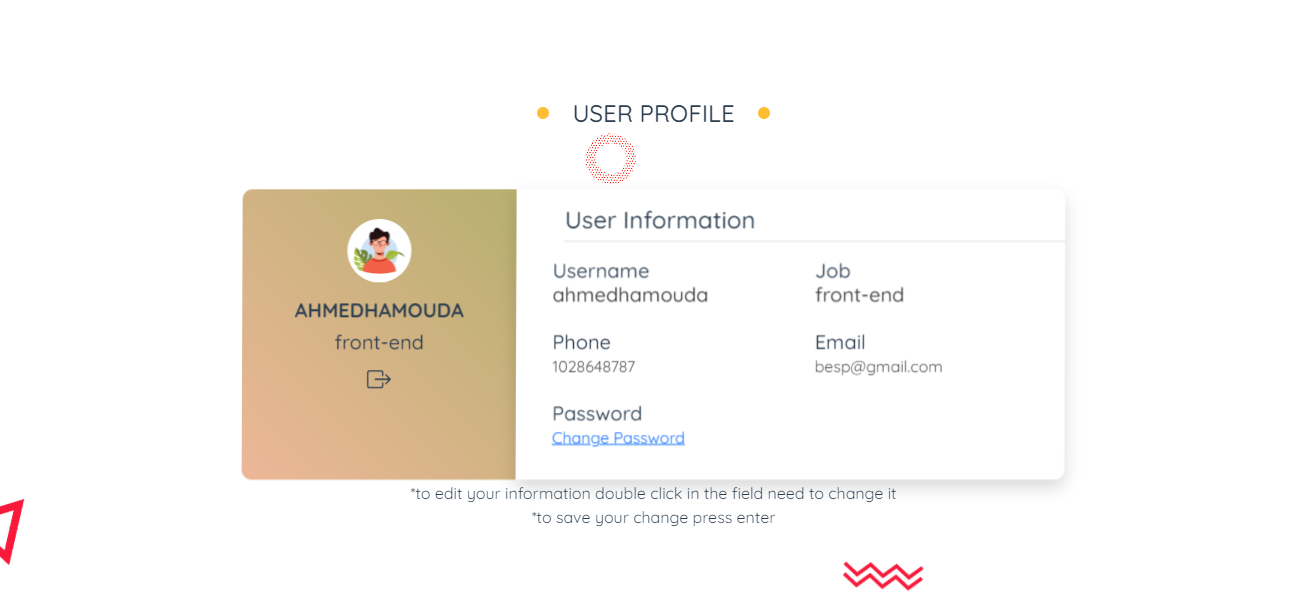 USER PROFILE
AHMEDHAMOUDA
front-end
User Information
Username
ahmedhamouda
Job
front-end
Phone
1028648787
Email
besp@gmail.com
Password
Change Password
*to edit your information double click in the field need to change it
*to save your change press enter